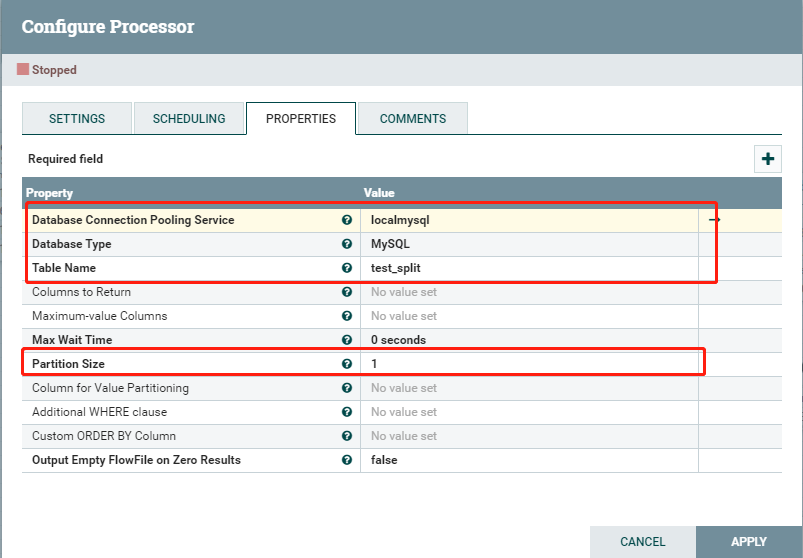 Configure Processor
Stopped
SETTINGS SCHEDULING PROPERTIES COMMENTS
Required field
Property Value
Database Connection Pooling Service localmysql
Database Type MySQL
Table Name test_split
Columns to Return No value set
Maximum-value Columns No value set
Max Wait Time 0 seconds
Partition Size 1
Column for Value Partitioning No value set
Additional WHERE clause No value set
Custom ORDER BY Column No value set
Output Empty FlowFile on Zero Results false
CANCEL APPLY